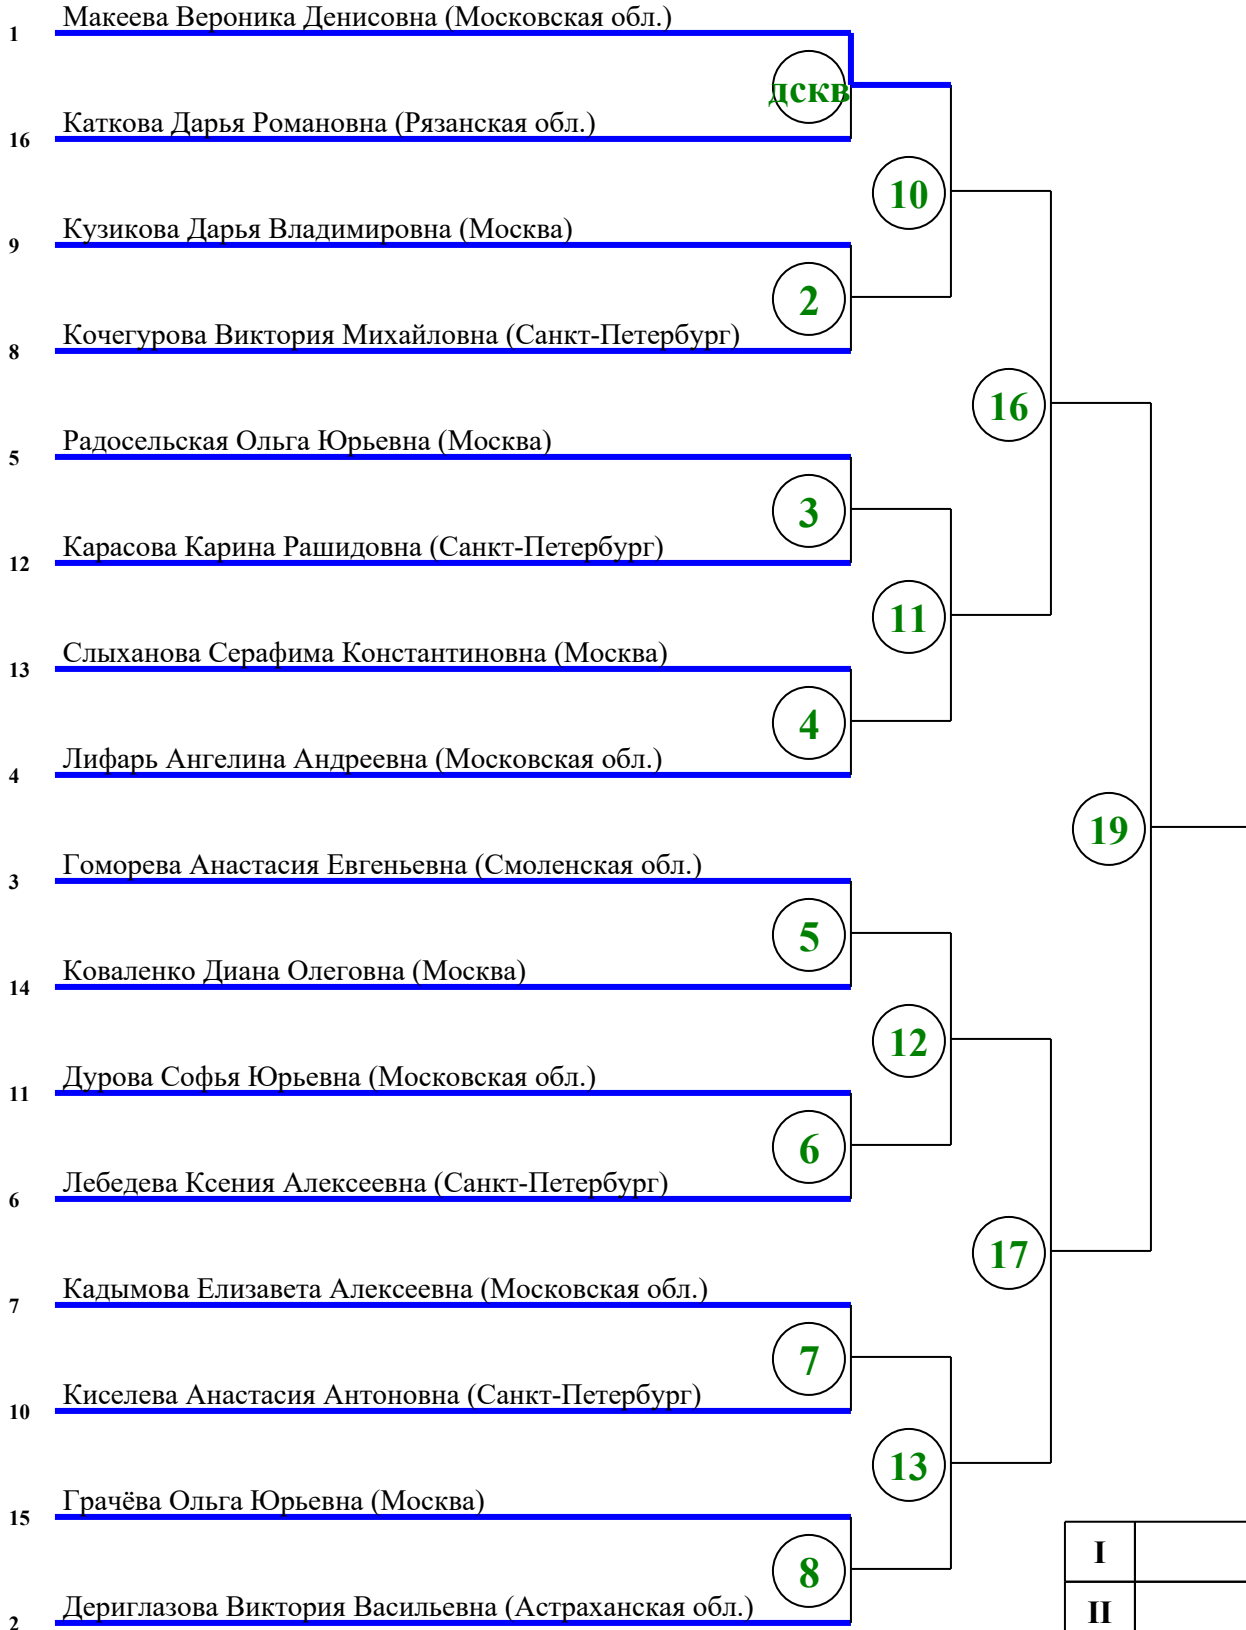 Макеева Вероника Денисовна (Московская обл.)
1
дскв
Каткова Дарья Романовна (Рязанская обл.)
16
10
Кузикова Дарья Владимировна (Москва)
9
2
Кочегурова Виктория Михайловна (Санкт-Петербург)
8
16
Радосельская Ольга Юрьевна (Москва)
5
3
Карасова Карина Рашидовна (Санкт-Петербург)
12
11
Слыханова Серафима Константиновна (Москва)
13
4
Лифарь Ангелина Андреевна (Московская обл.)
4
19
Гоморева Анастасия Евгеньевна (Смоленская обл.)
3
5
Коваленко Диана Олеговна (Москва)
14
12
Дурова Софья Юрьевна (Московская обл.)
11
6
Лебедева Ксения Алексеевна (Санкт-Петербург)
6
17
Кадымова Елизавета Алексеевна (Московская обл.)
7
7
Киселева Анастасия Антоновна (Санкт-Петербург)
10
13
Грачёва Ольга Юрьевна (Москва)
15
I
8
Дериглазова Виктория Васильевна (Астраханская обл.)
2
II